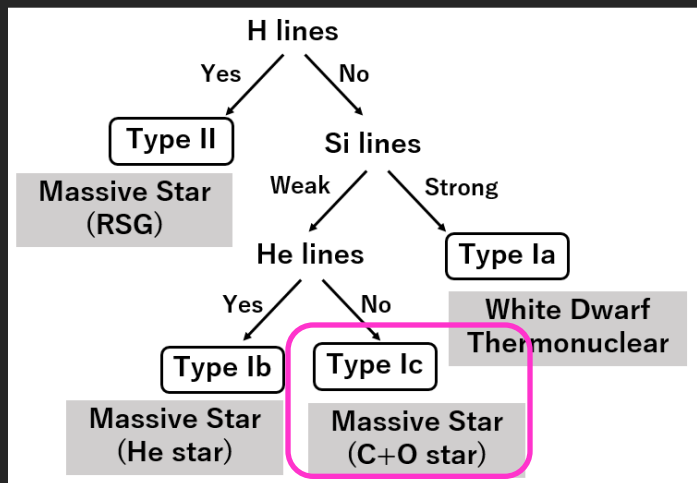 H lines
Yes
No
Type II
Si lines
Massive Star
(RSG)
Weak
Strong
He lines
Type Ia
Yes
No
White Dwarf
Thermonuclear
Type Ib
Type Ic
Massive Star
(He star)
Massive Star
(C+O star)